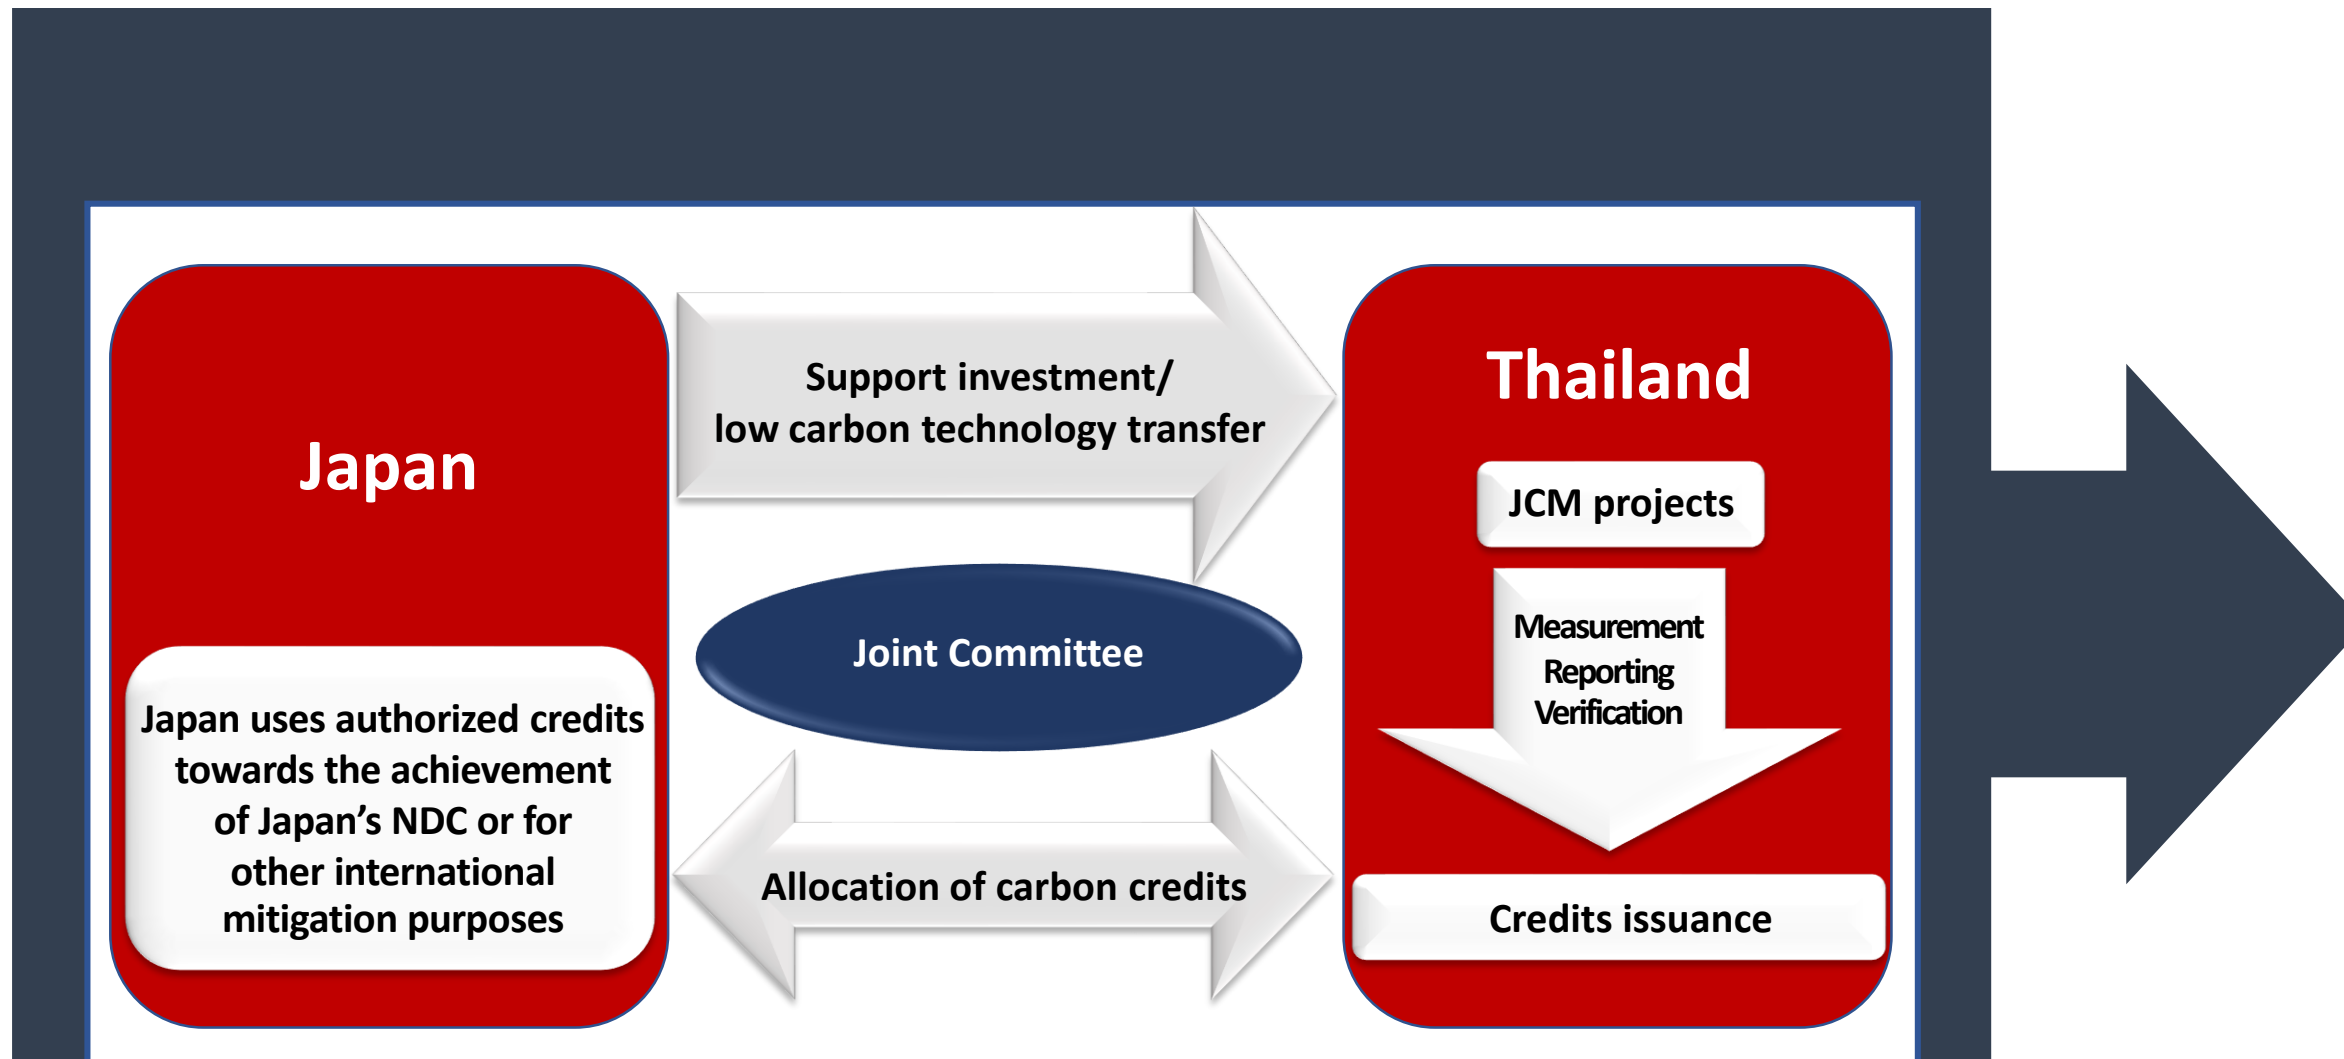 Japan
Japan uses authorized credits
towards the achievement
of Japan's NDC or for
other international
mitigation purposes
Support investment/
low carbon technology transfer
Joint Committee
Allocation of carbon credits
Thailand
JCM projects
Measurement
Reporting
Verification
Credits issuance